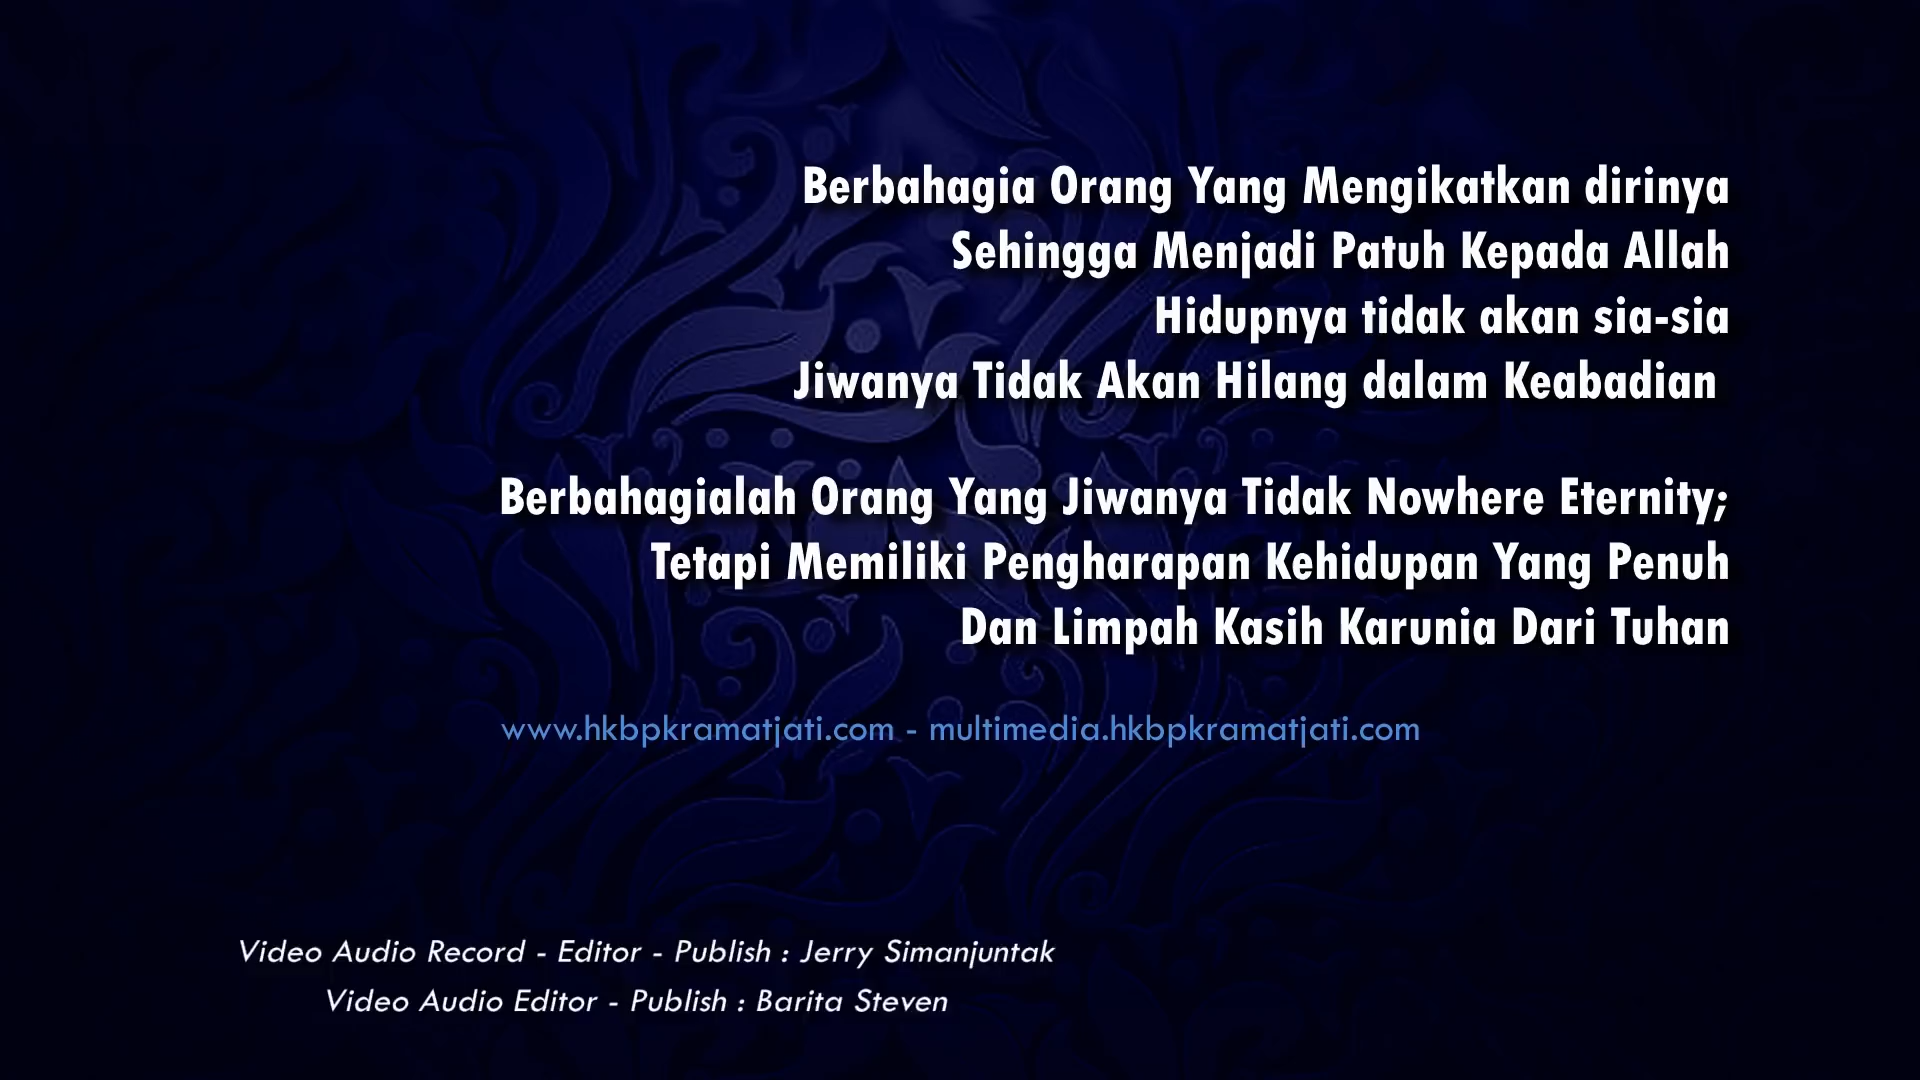 Berbahagia Orang Yang Mengikatkan dirinya
Sehingga Menjadi Patuh Kepada Allah
Hidupnya tidak akan sia-sia
Jiwanya Tidak Akan Hilang dalam Keabadian
Berbahagialah Orang Yang Jiwanya Tidak Nowhere Eternity;
Tetapi Memiliki Pengharapan Kehidupan Yang Penuh
Dan Limpah Kasih Karunia Dari Tuhan
www.hkbpkramatjati.com - multimedia.hkbpkramatjati.com
Video Audio Record - Editor - Publish : Jerry Simanjuntak
Video Audio Editor - Publish : Barita Steven